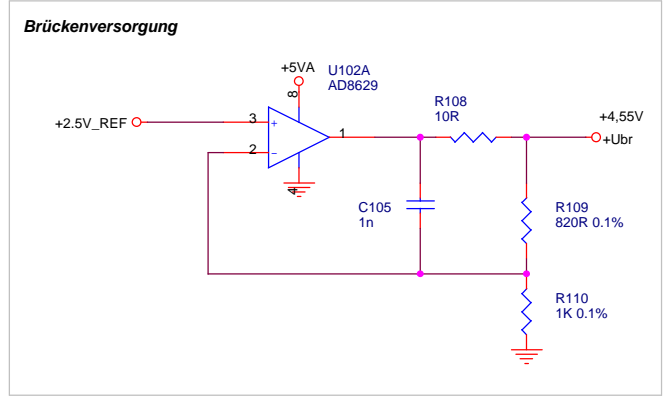 Brückenversorgung
+5VA
U102A
AD8629
8
+2.5V_REF
3
+
1
2
-
4
R108
10R
+4,55V
+Ubr
C105
1n
R109
820R 0.1%
R110
1K 0.1%